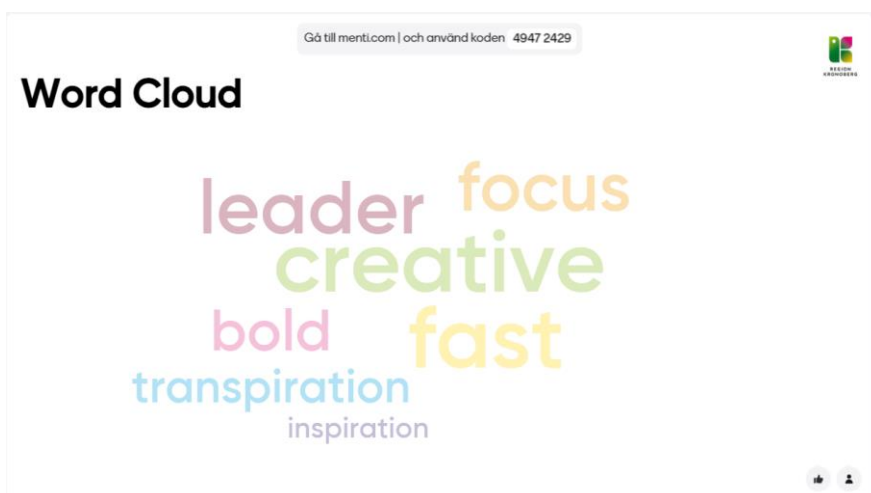 Gå till menti.com | och använd koden 4947 2429
REGION
KRONOBERG
Word Cloud
leader focus
creative
bold fast
transpiration
inspiration